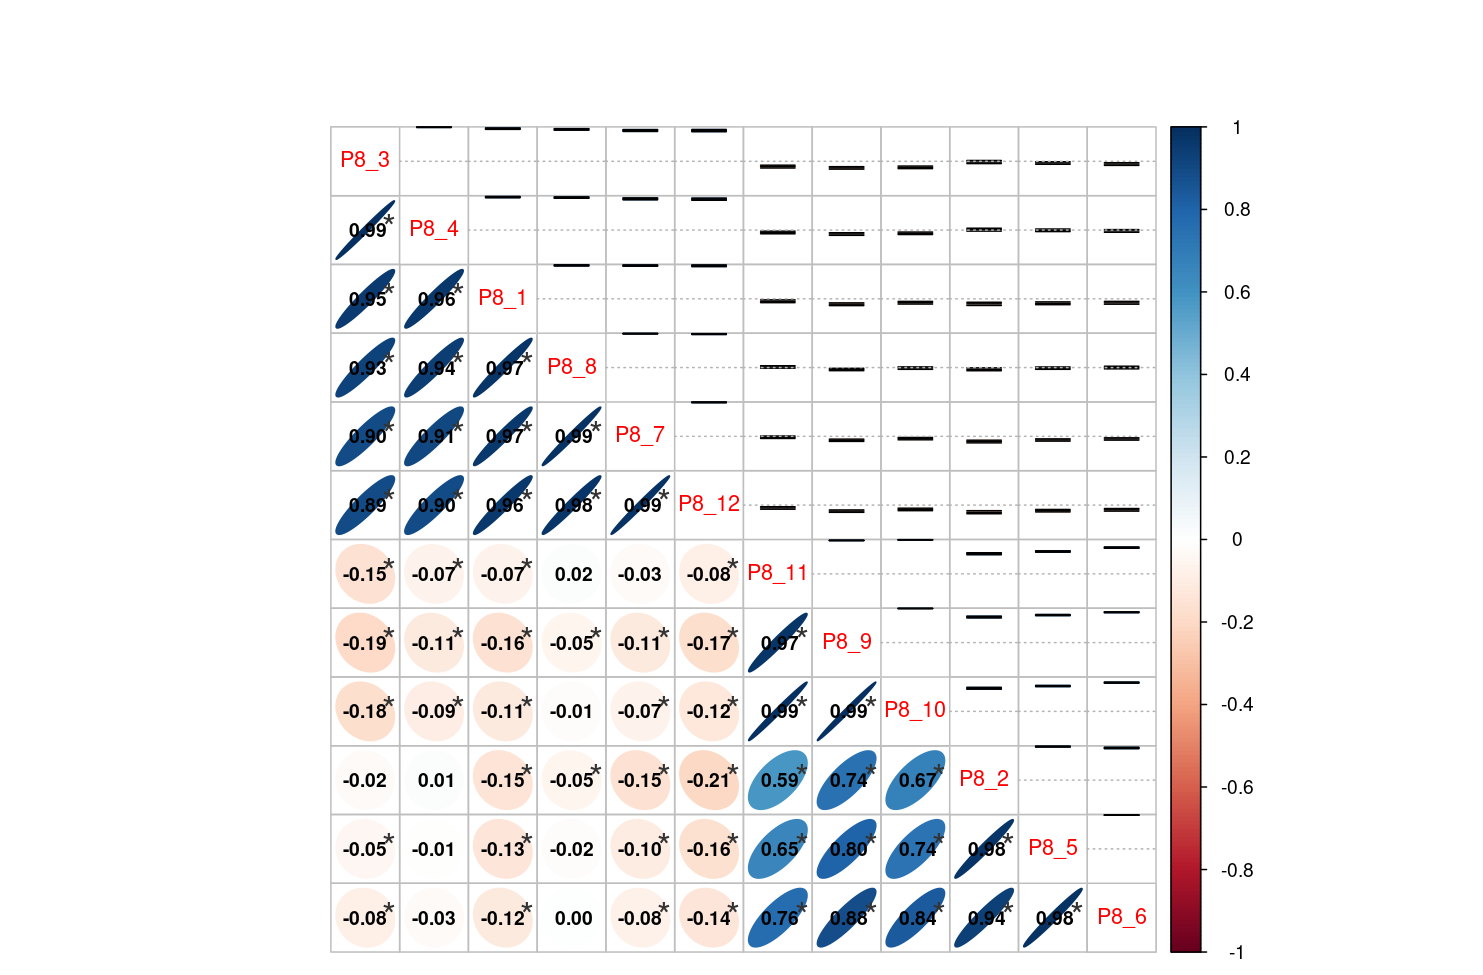 1
P8_3
0.99* P8_4
0.8
0.95* 0.96* P8_1
0.6
0.93* 0.94* 0.97* P8_8
0.4
0.90* 0.91* 0.97* 0.99* P8_7
0.2
0.89* 0.90* 0.96* 0.98* 0.99* P8_12
0
-0.15* -0.07* -0.07* 0.02 -0.03 -0.08* P8_11
-0.2
-0.19* -0.11* -0.16* -0.05* -0.11* -0.17* 0.97* P8_9
-0.4
-0.18* -0.09* -0.11* -0.01 -0.07* -0.12* 0.99* 0.99* P8_10
-0.02 0.01 -0.15* -0.05* -0.15* -0.21* 0.59* 0.74* 0.67* P8_2
-0.6
-0.05* -0.01 -0.13* -0.02 -0.10* -0.16* 0.65* 0.80* 0.74* 0.98* P8_5
-0.8
-0.08* -0.03 -0.12* 0.00 -0.08* -0.14* 0.76* 0.88* 0.84* 0.94* 0.98* P8_6
-1